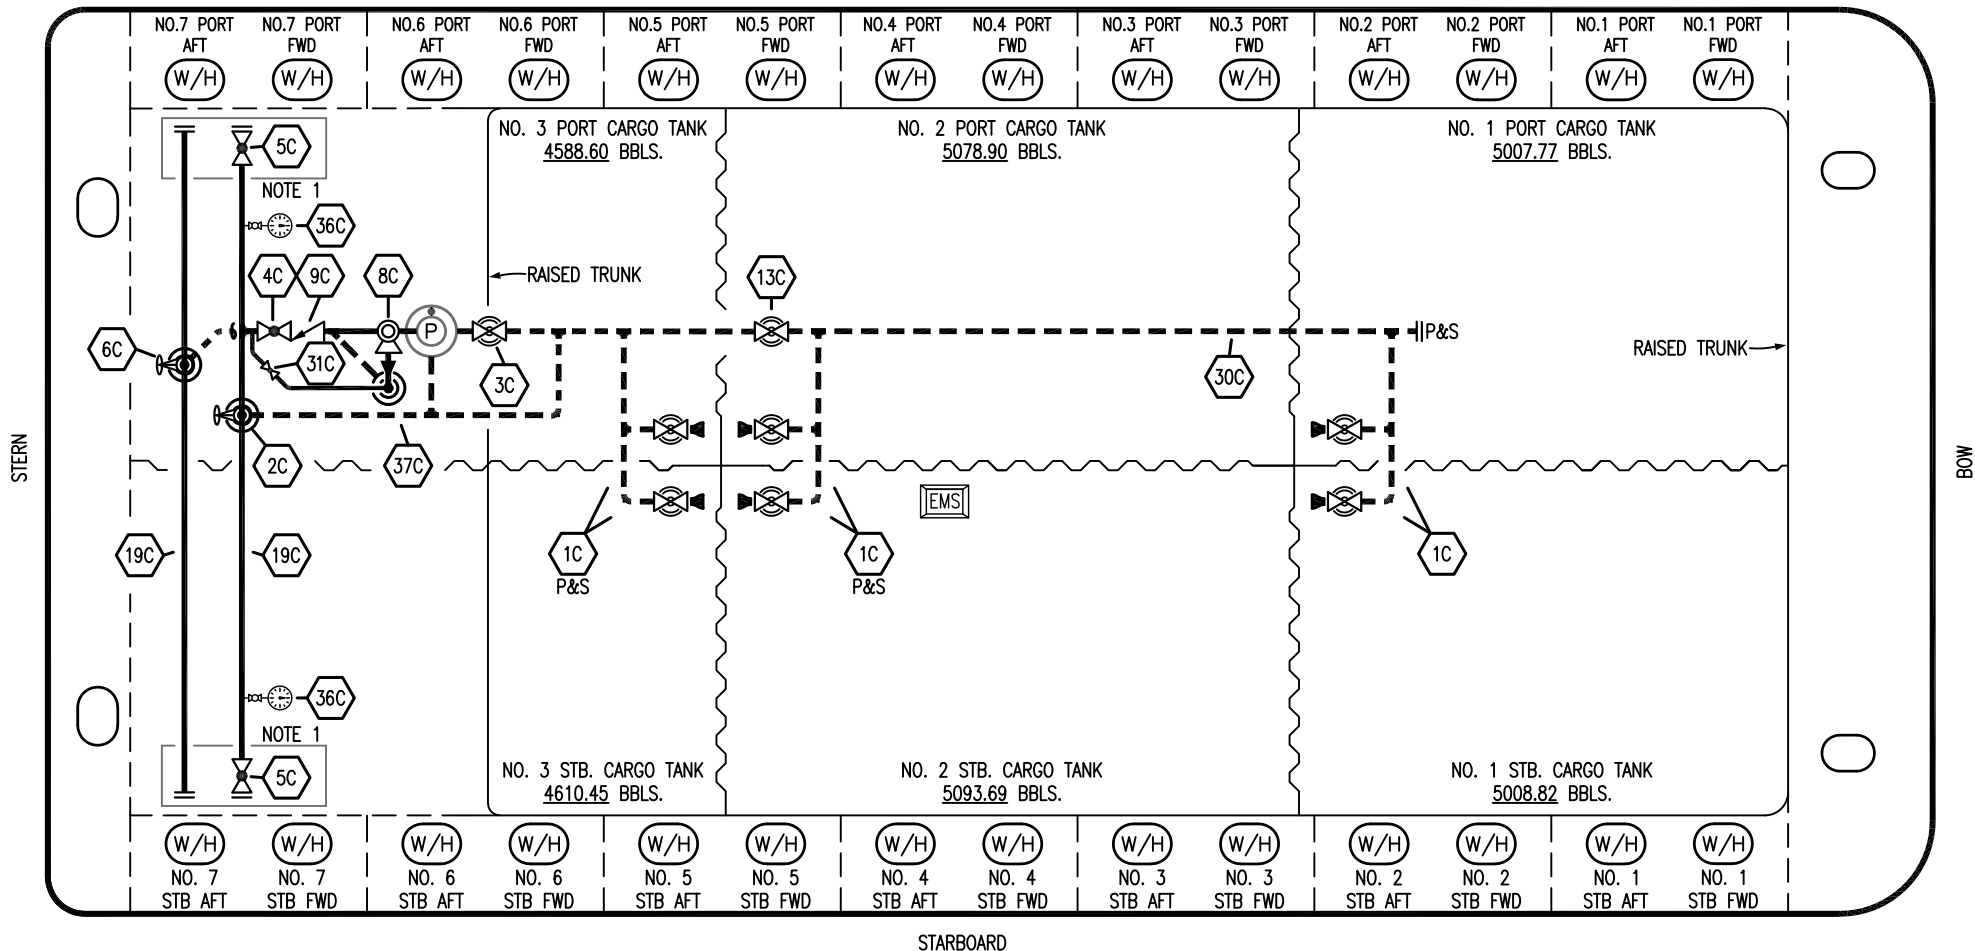 NO.7 PORT NO.7 PORT NO.6 PORT NO.6 PORT NO.5 PORT NO.5 PORT NO.4 PORT NO.4 PORT NO.3 PORT NO.3 PORT NO.2 PORT NO.2 PORT NO.1 PORT NO.1 PORT
AFT FWD AFT FWD AFT FWD AFT FWD AFT FWD AFT FWD AFT FWD
W/H W/H W/H W/H W/H W/H W/H W/H W/H W/H W/H W/H W/H W/H
NO. 3 PORT CARGO TANK
4588.60 BBLS.
NO. 2 PORT CARGO TANK
5078.90 BBLS.
NO. 1 PORT CARGO TANK
5007.77 BBLS.
5C
NOTE 1
36C
4C
9C
8C
RAISED TRUNK
13C
P
P&S
6C
31C
3C
30C
RAISED TRUNK
STERN
2C
37C
BOW
EMS
19C
19C
1C
P&S
1C
P&S
1C
36C
NOTE 1
5C
NO. 3 STB. CARGO TANK
4610.45 BBLS.
NO. 2 STB. CARGO TANK
5093.69 BBLS.
NO. 1 STB. CARGO TANK
5008.82 BBLS.
W/H W/H W/H W/H W/H W/H W/H W/H W/H W/H W/H W/H W/H W/H
NO. 7 NO. 7 NO. 6 NO. 6 NO. 5 NO. 5 NO. 4 NO. 4 NO. 3 NO. 3 NO. 2 NO. 2 NO. 1 NO. 1
STB AFT STB FWD STB AFT STB FWD STB AFT STB FWD STB AFT STB FWD STB AFT STB FWD STB AFT STB FWD STB AFT STB FWD
STARBOARD